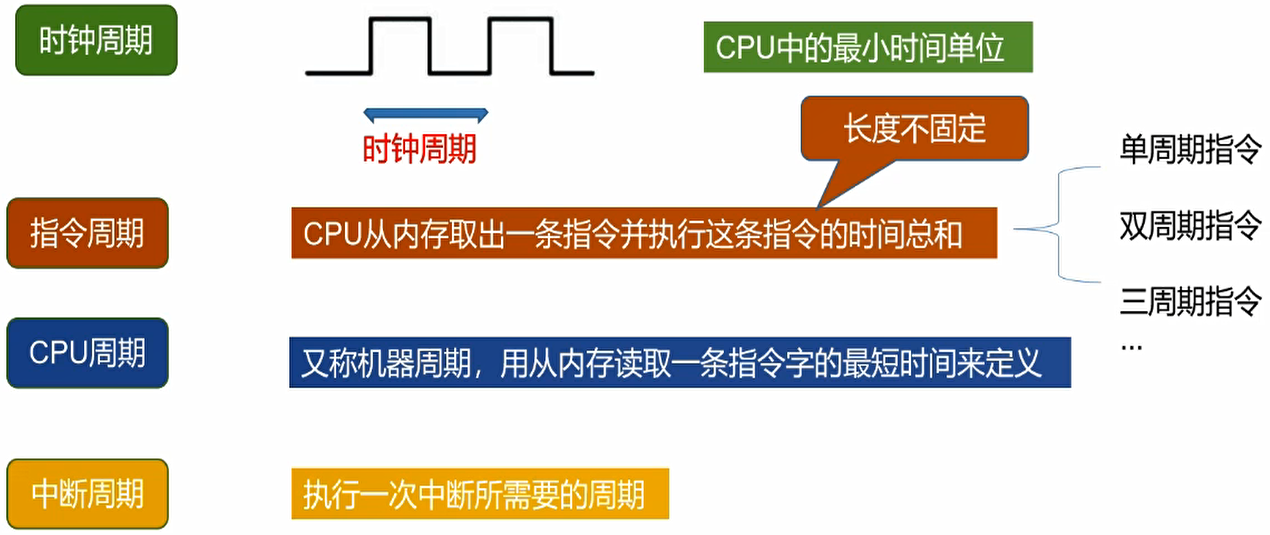 时钟周期
CPU中的最小时间单位
时钟周期
长度不固定
指令周期
CPU从内存取出一条指令并执行这条指令的时间总和
单周期指令
双周期指令
三周期指令
...
CPU周期
又称机器周期，用从内存读取一条指令字的最短时间来定义
中断周期
执行一次中断所需要的周期